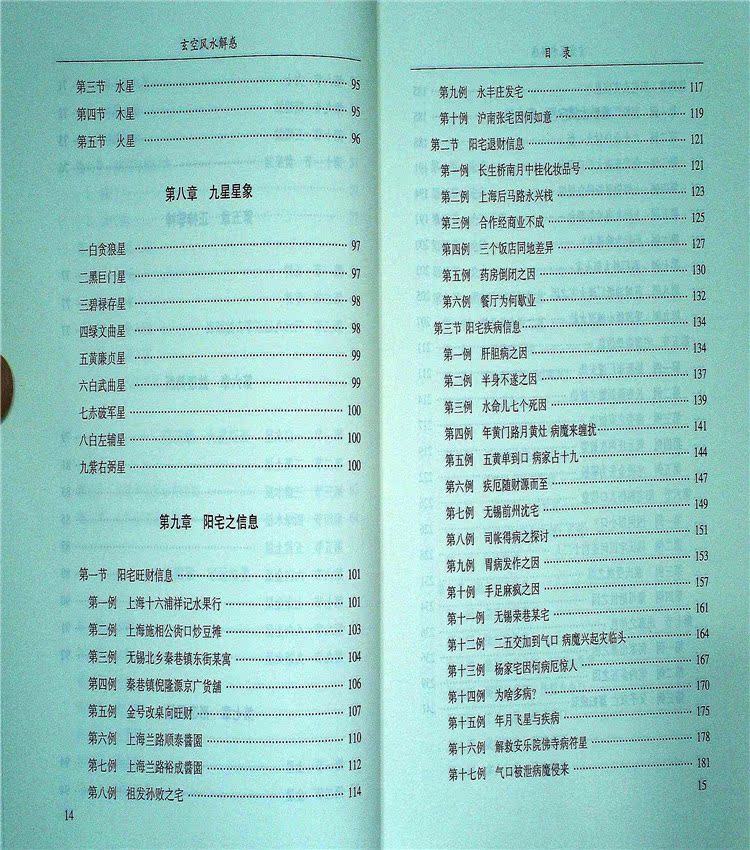 玄空风水解惑
第三节 水星 95
第四节 木星 95
第五节 火星 96
第八章 九星星象
一白贪狼星 97
二黑巨门星 97
三碧禄存星 98
四绿文曲星 98
五黄廉贞星 99
六白武曲星 99
七赤破军星 100
八白左辅星 100
九紫右弼星 100
第九章 阳宅之信息
第一节 阳宅旺财信息 101
第一例 上海十六浦祥记水果行 101
第二例 上海施相公衖口炒豆摊 103
第三例 无锡北乡秦巷镇东街某寓 104
第四例 秦巷镇倪隆源京广货舖 106
第五例 金号改桌向旺财 107
第六例 上海兰路顺泰酱園 110
第七例 上海兰路裕成酱園 112
第八例 祖发孙败之宅 114
14
目 录
第九例 永丰庄发宅 117
第十例 沪南张宅因何如意 119
第二节 阳宅退财信息 121
第一例 长生桥南月中桂化妆品号 121
第二例 上海后马路永兴栈 123
第三例 合作经商业不成 125
第四例 三个饭店同地差异 127
第五例 药房倒闭之因 130
第六例 餐厅为何歇业 132
第三节 阳宅疾病信息 134
第一例 肝胆病之因 134
第二例 半身不遂之因 137
第三例 水命儿七个死因 139
第四例 年黄门路月黄灶 病魔来缠扰 141
第五例 五黄单到口 病家占十九 144
第六例 疾厄随财源而至 147
第七例 无锡前州沈宅 149
第八例 司帐得病之探讨 151
第九例 胃病发作之因 153
第十例 手足麻疯之因 157
第十一例 无锡荣巷某宅 161
第十二例 二五交加到气口 病魔兴起灾临头 164
第十三例 杨家宅因何病厄惊人 167
第十四例 为啥多病？ 170
第十五例 年月飞星与疾病 175
第十六例 解救安乐院佛寺病符星 178
第十七例 气口被泄病魔侵来 181
15